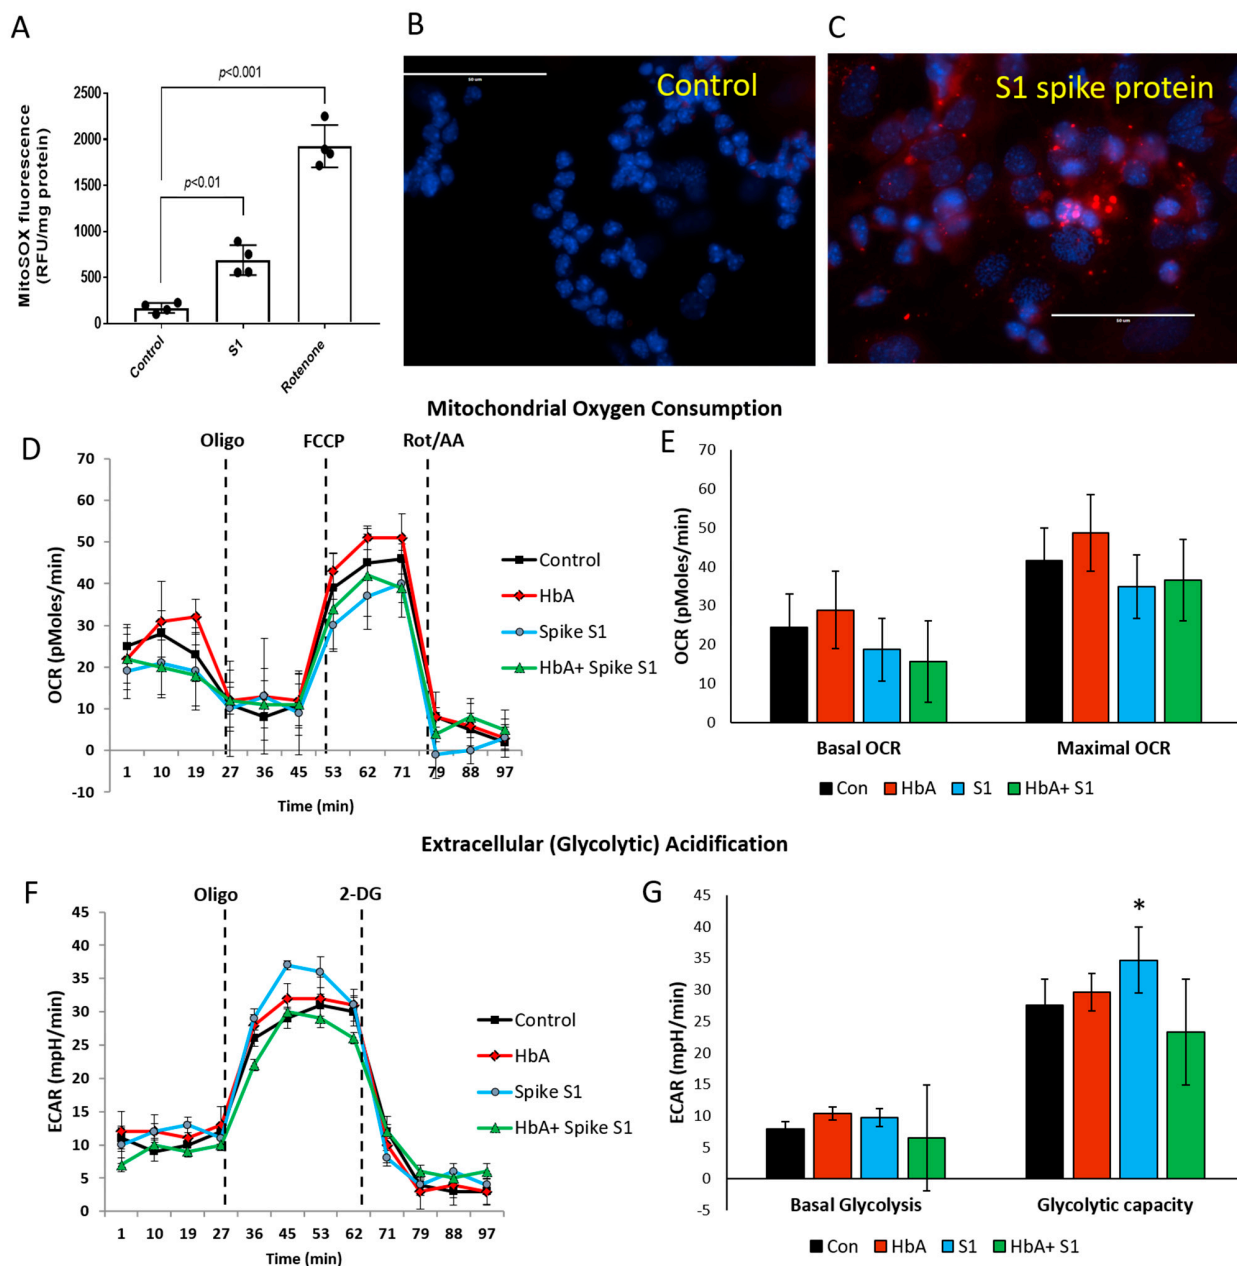 A
p<0.001
p<0.01
MitoSOX fluorescence
(RFU/mg protein)
2500
2000
1500
1000
500
0
Control
S1
Rotenone
B
Control
50 um
C
S1 spike protein
50 um
Mitochondrial Oxygen Consumption
D
Oligo
FCCP
Rot/AA
OCR (pMoles/min)
70
60
50
40
30
20
10
0
-10
1 10 19 27 36 45 53 62 71 79 88 97
Time (min)
Control
HbA
Spike S1
HbA+ Spike S1
E
OCR (pMoles/min)
70
60
50
40
30
20
10
0
Basal OCR
Maximal OCR
Con HbA S1 HbA+ S1
Extracellular (Glycolytic) Acidification
F
Oligo
2-DG
ECAR (mpH/min)
45
40
35
30
25
20
15
10
5
0
1 10 19 27 36 45 53 62 71 79 88 97
Time (min)
Control
HbA
Spike S1
HbA+ Spike S1
G
ECAR (mpH/min)
45
40
35
30
25
20
15
10
5
0
-5
*
Basal Glycolysis
Glycolytic capacity
Con HbA S1 HbA+ S1